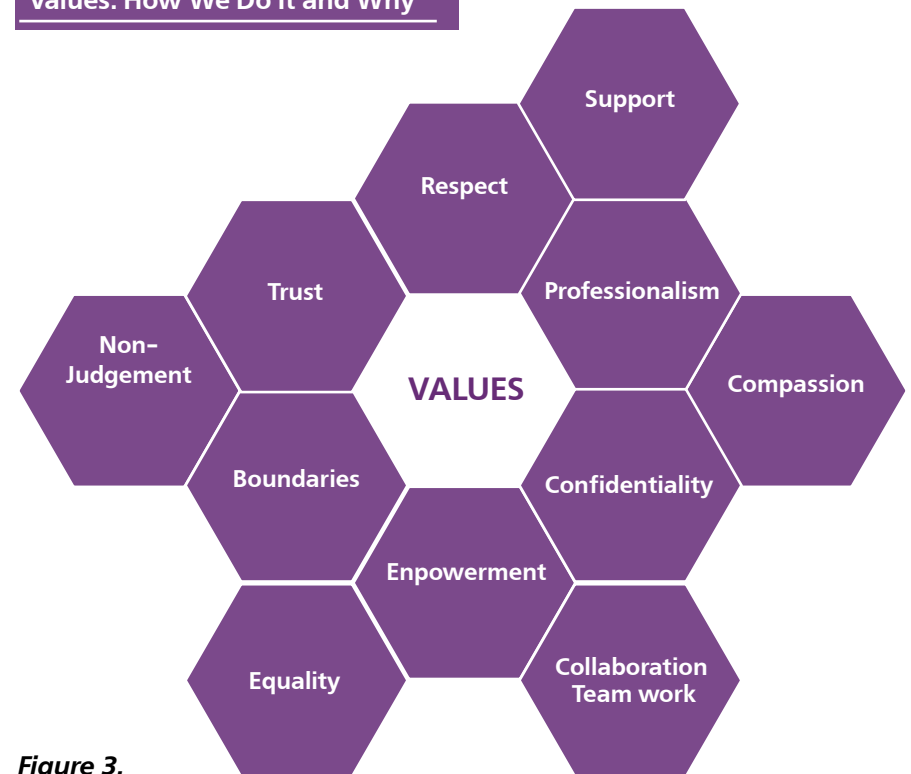 Values: How We Do It and Why
Support
Respect
Professionalism
Trust
Non-
Judgement
VALUES
Compassion
Boundaries
Confidentiality
Enpowerment
Equality
Collaboration
Team work
Figure 3.